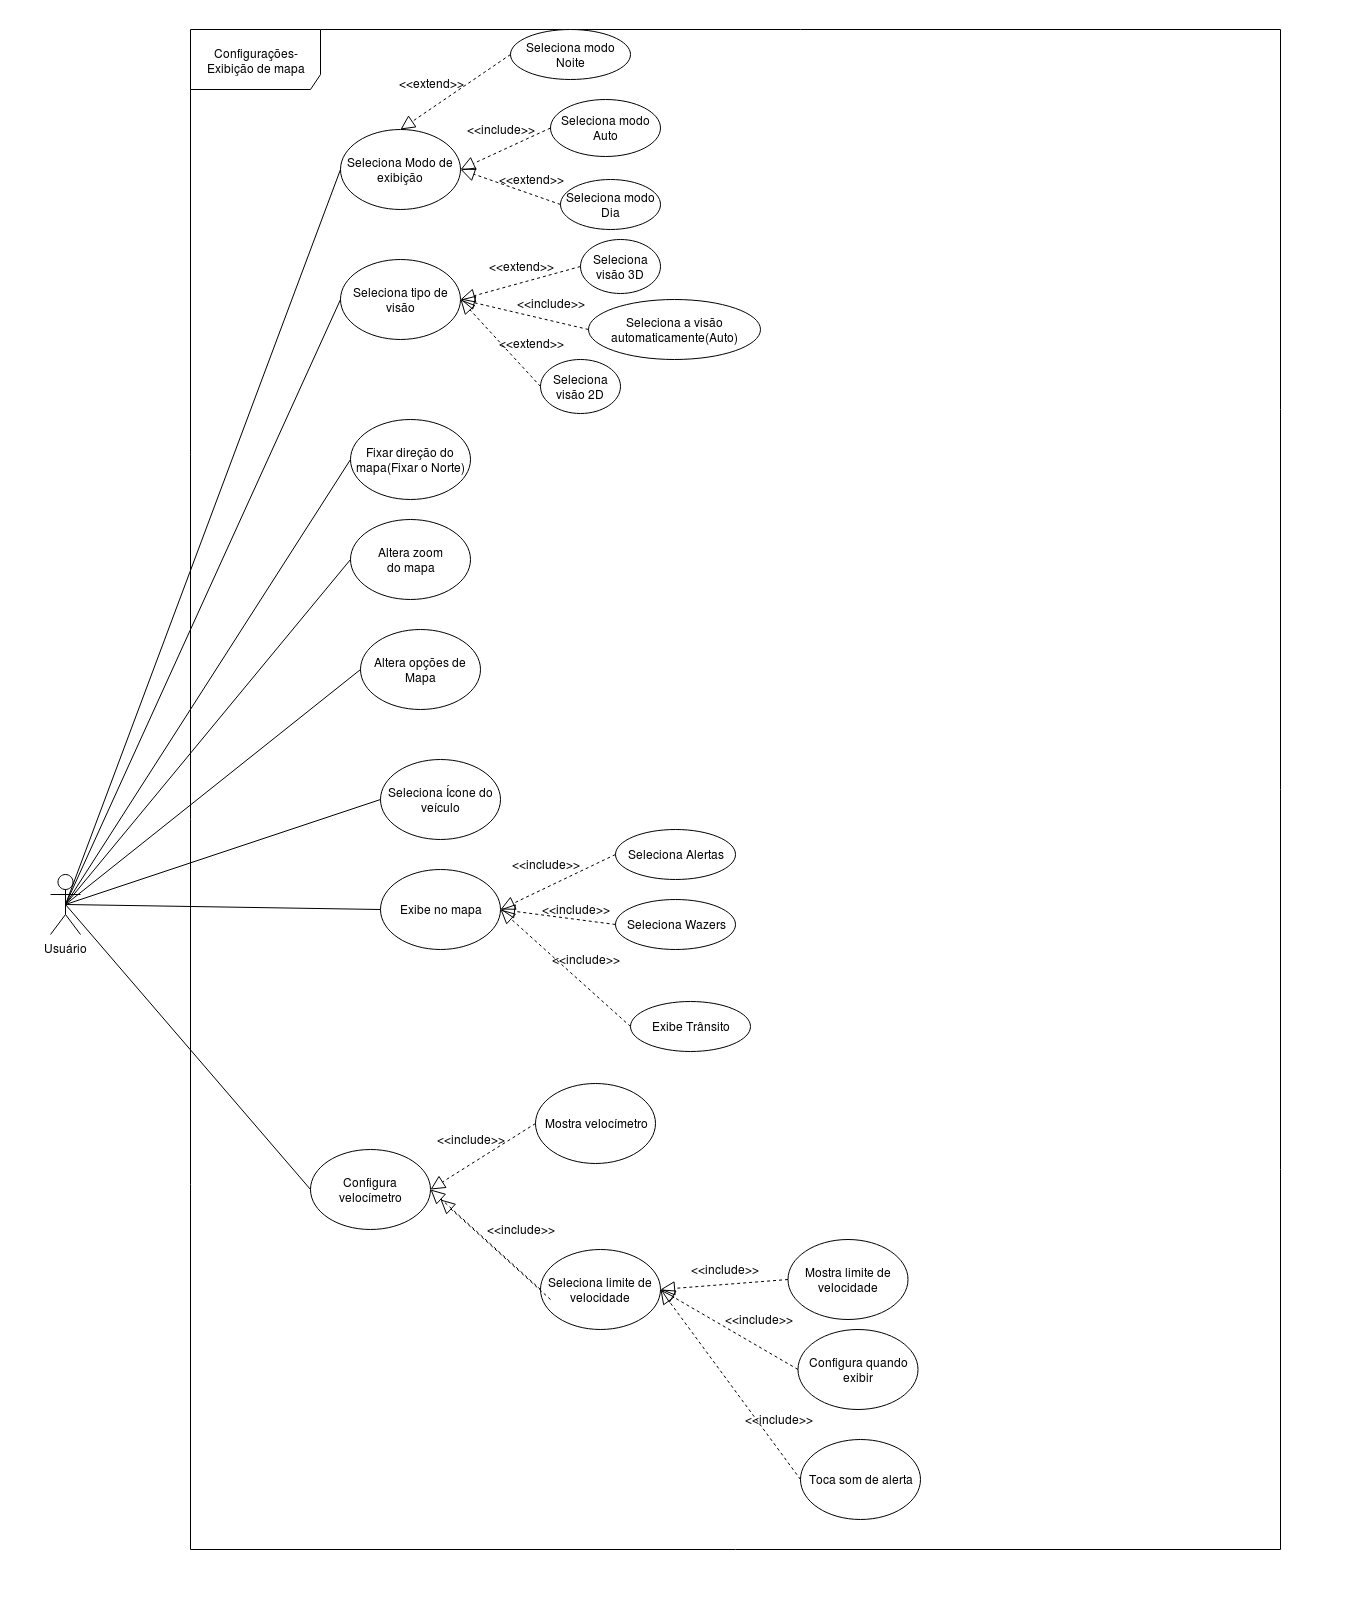 Configurações-
Exibição de mapa
Seleciona modo
Noite
<<extend>>
Seleciona modo
Auto
<<include>>
Seleciona Modo de
exibição
<<extend>>
Seleciona modo
Dia
Seleciona
visão 3D
<<extend>>
Seleciona tipo de
visão
<<include>>
Seleciona a visão
automaticamente(Auto)
<<extend>>
Seleciona
visão 2D
Fixar direção do
mapa(Fixar o Norte)
Altera zoom
do mapa
Altera opções de
Mapa
Seleciona Ícone do
veículo
<<include>>
Seleciona Alertas
Exibe no mapa
<<include>>
Seleciona Wazers
Usuário
<<include>>
Exibe Trânsito
Mostra velocímetro
<<include>>
Configura
velocímetro
<<include>>
Seleciona limite de
velocidade
<<include>>
Mostra limite de
velocidade
<<include>>
Configura quando
exibir
<<include>>
Toca som de alerta